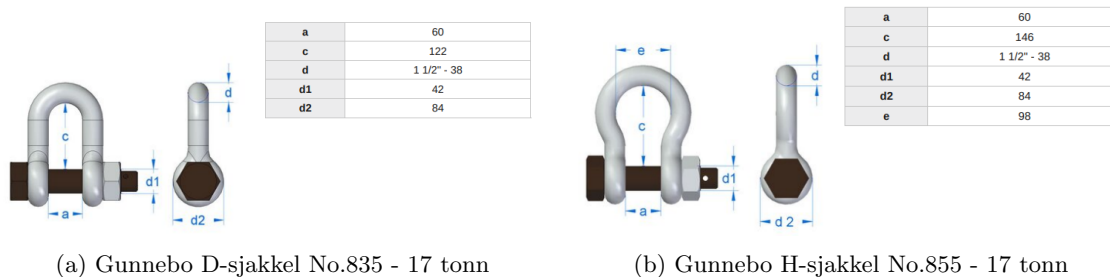 a 60
c 122
d 1 1/2" - 38
d1 42
d2 84
d
c
d1
a
d2
(a) Gunnebo D-sjakkel No.835 - 17 tonn
a 60
c 146
d 1 1/2" - 38
d1 42
d2 84
e 98
e
d
c
d1
a
d 2
(b) Gunnebo H-sjakkel No.855 - 17 tonn